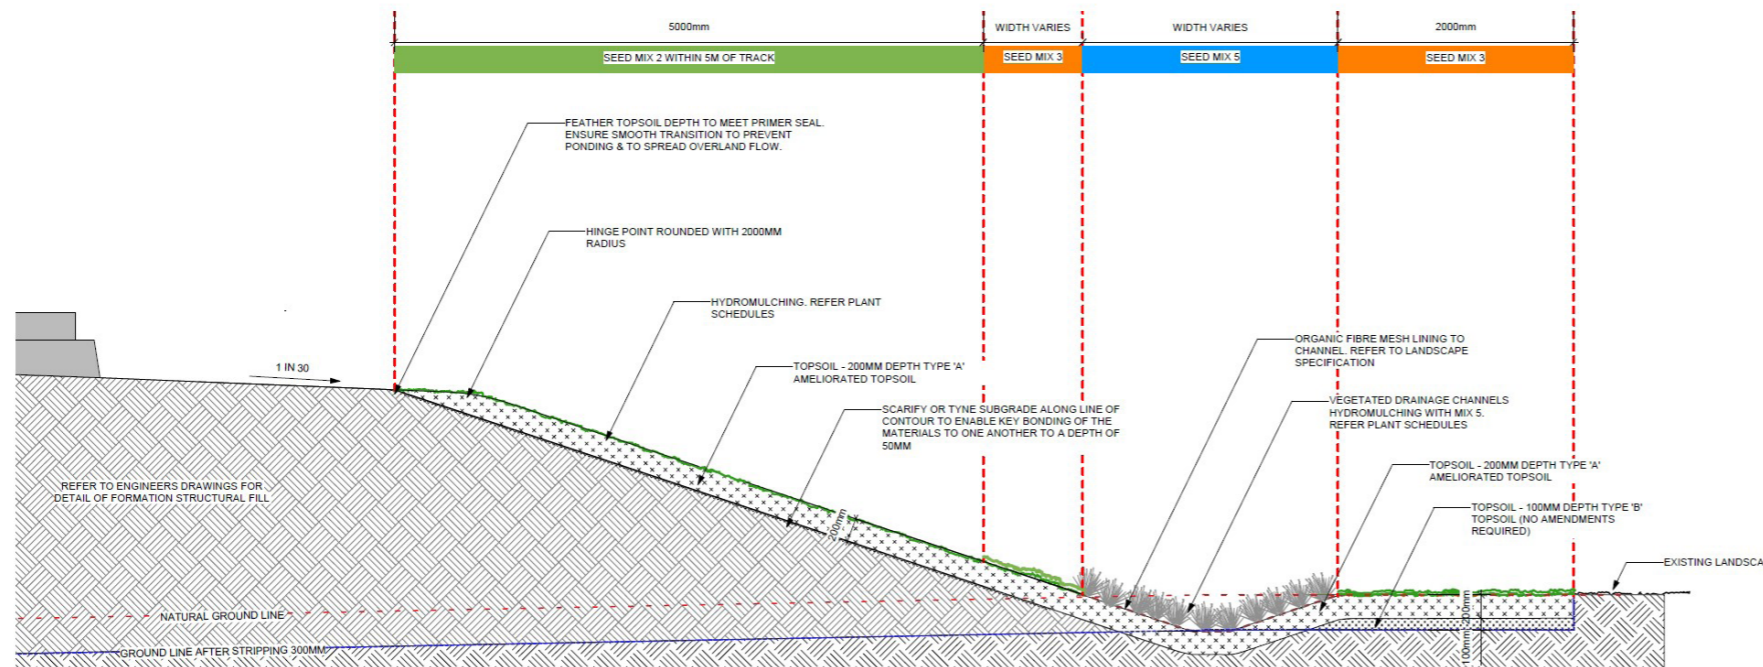 5000mm
WIDTH VARIES
WIDTH VARIES
2000mm
SEED MIX 2 WITHIN 5M OF TRACK
SEED MIX 3
SEED MIX 5
SEED MIX 3
FEATHER TOPSOIL DEPTH TO MEET PRIMER SEAL.
ENSURE SMOOTH TRANSITION TO PREVENT
PONDING & TO SPREAD OVERLAND FLOW.
HINGE POINT ROUNDED WITH 2000MM
RADIUS
HYDROMULCHING. REFER PLANT
SCHEDULES
ORGANIC FIBRE MESH LINING TO
CHANNEL. REFER TO LANDSCAPE
SPECIFICATION
1 IN 30
TOPSOIL - 200MM DEPTH TYPE 'A'
AMELIORATED TOPSOIL
SCARIFY OR TYNE SUBGRADE ALONG LINE OF
CONTOUR TO ENABLE KEY BONDING OF THE
MATERIALS TO ONE ANOTHER TO A DEPTH OF
50MM
VEGETATED DRAINAGE CHANNELS
HYDROMULCHING WITH MIX 5.
REFER PLANT SCHEDULES
TOPSOIL - 200MM DEPTH TYPE 'A'
AMELIORATED TOPSOIL
REFER TO ENGINEERS DRAWINGS FOR
DETAIL OF FORMATION STRUCTURAL FILL
TOPSOIL - 100MM DEPTH TYPE 'B'
TOPSOIL (NO AMENDMENTS
REQUIRED)
200mm
EXISTING LANDSCA
NATURAL GROUND LINE
200mm
GROUND LINE AFTER STRIPPING 300MM
100mm